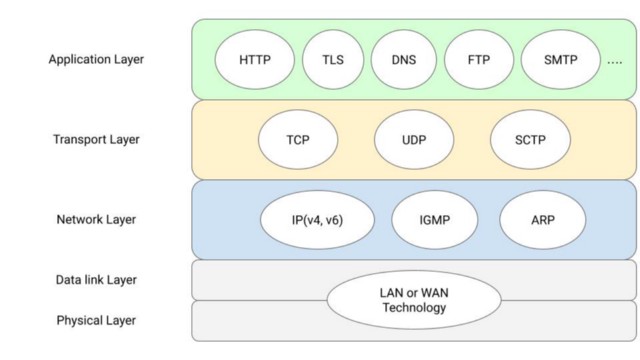 Application Layer
HTTP TLS DNS FTP SMTP ....
Transport Layer
TCP UDP SCTP
Network Layer
IP(v4, v6) IGMP ARP
Data link Layer
LAN or WAN
Technology
Physical Layer